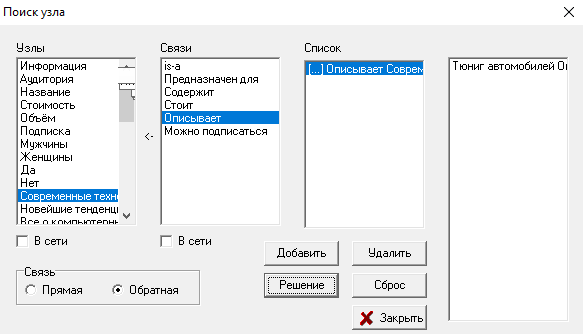 Поиск узла
Узлы
Информация
Аудитория
Название
Стоимость
Объём
Подписка
Мужчины
Женщины
Да
Нет
Современные техно
Новейшие тенденци
Все о компьютерн
В сети
Связи
is-a
Предназначен для
Содержит
Стоит
Описывает
Можно подписаться
<-
В сети
Список
[...] Описывает Соврем
Тюниг автомобилей Оп
Добавить
Удалить
Решение
Сброс
Закрыть
Связь
Прямая
Обратная